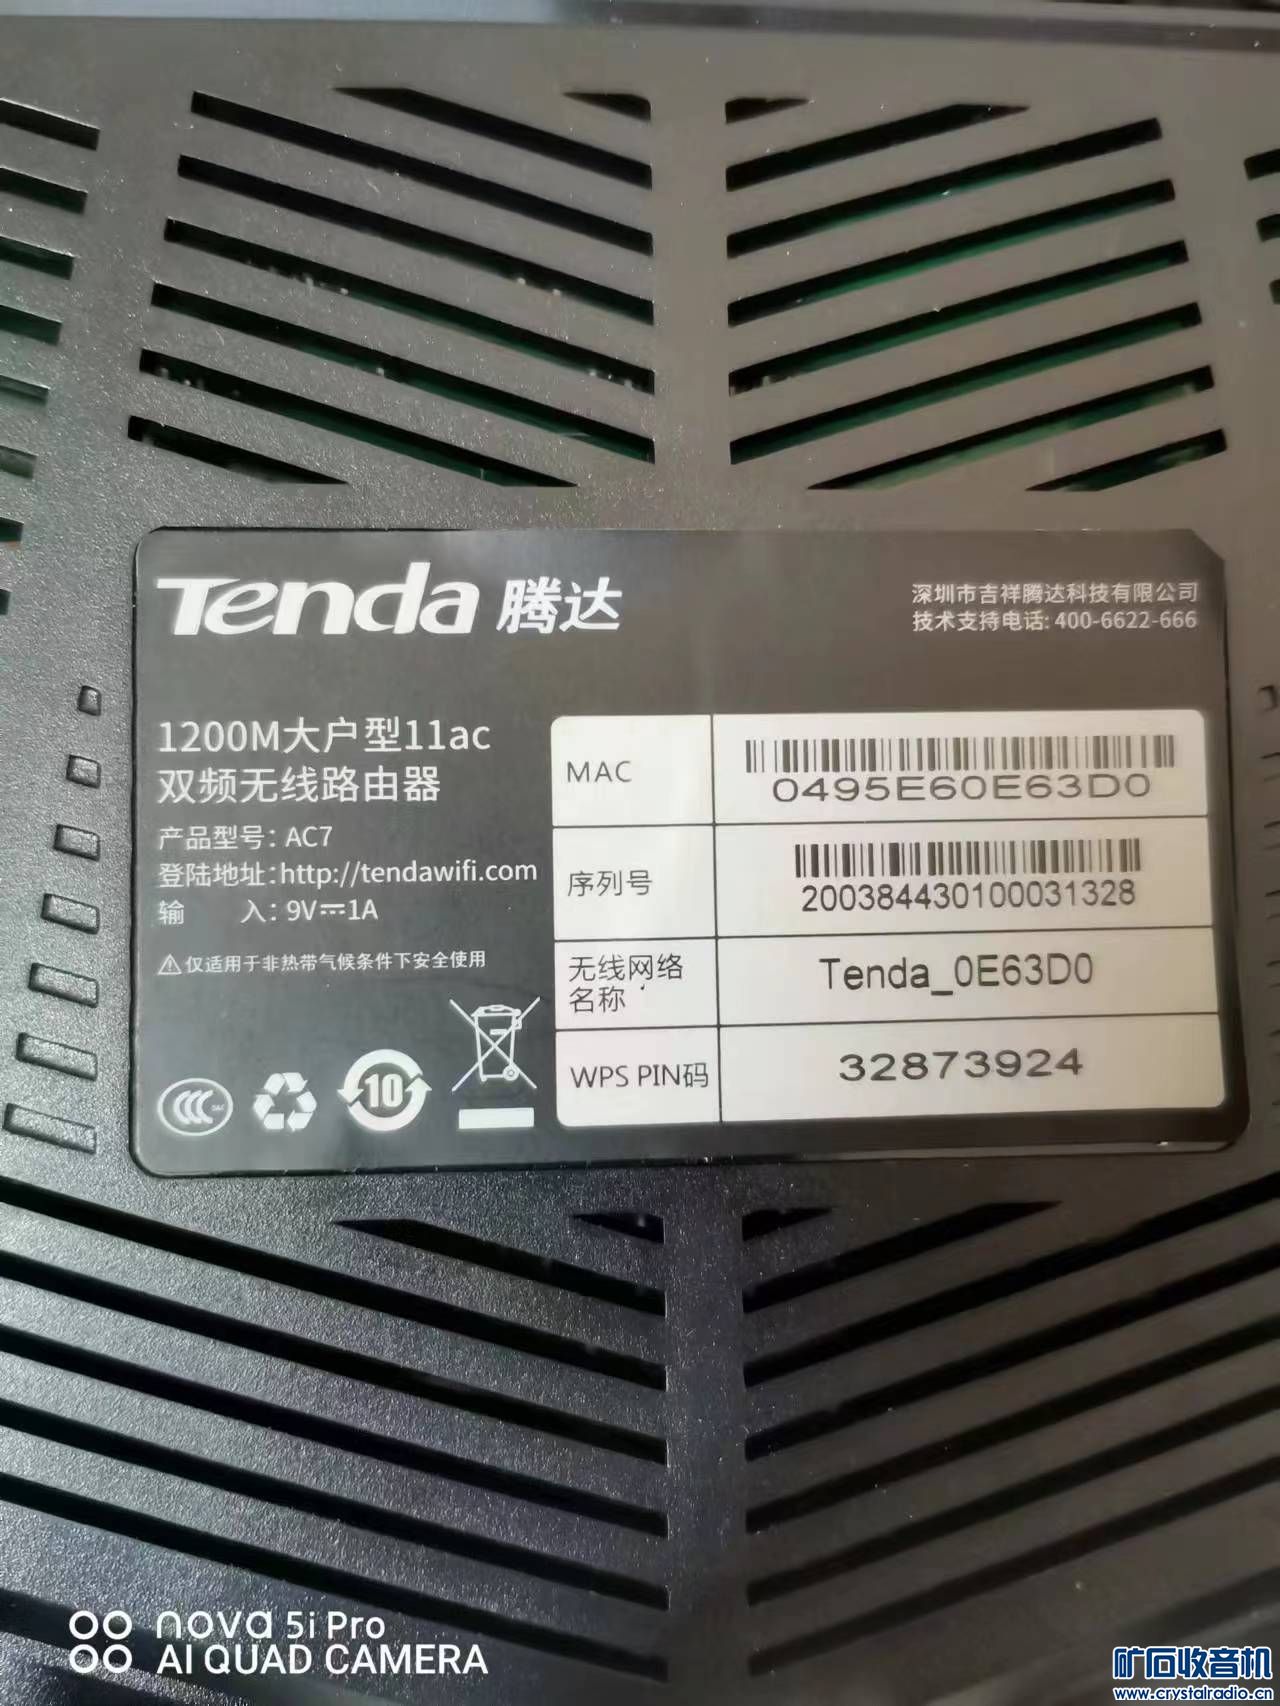 Tenda 腾达
深圳市吉祥腾达科技有限公司
技术支持电话: 400-6622-666
1200M大户型11ac
双频无线路由器
产品型号: AC7
登陆地址: http://tendawifi.com
输 入: 9V⎓1A
⚠仅适用于非热带气候条件下安全使用
CCC
10
MAC
0495E60E63D0
序列号
200384430100031328
无线网络
名称
Tenda_0E63D0
WPS PIN码
32873924
nova 5i Pro
AI QUAD CAMERA
矿石收音机
www.crystalradio.cn